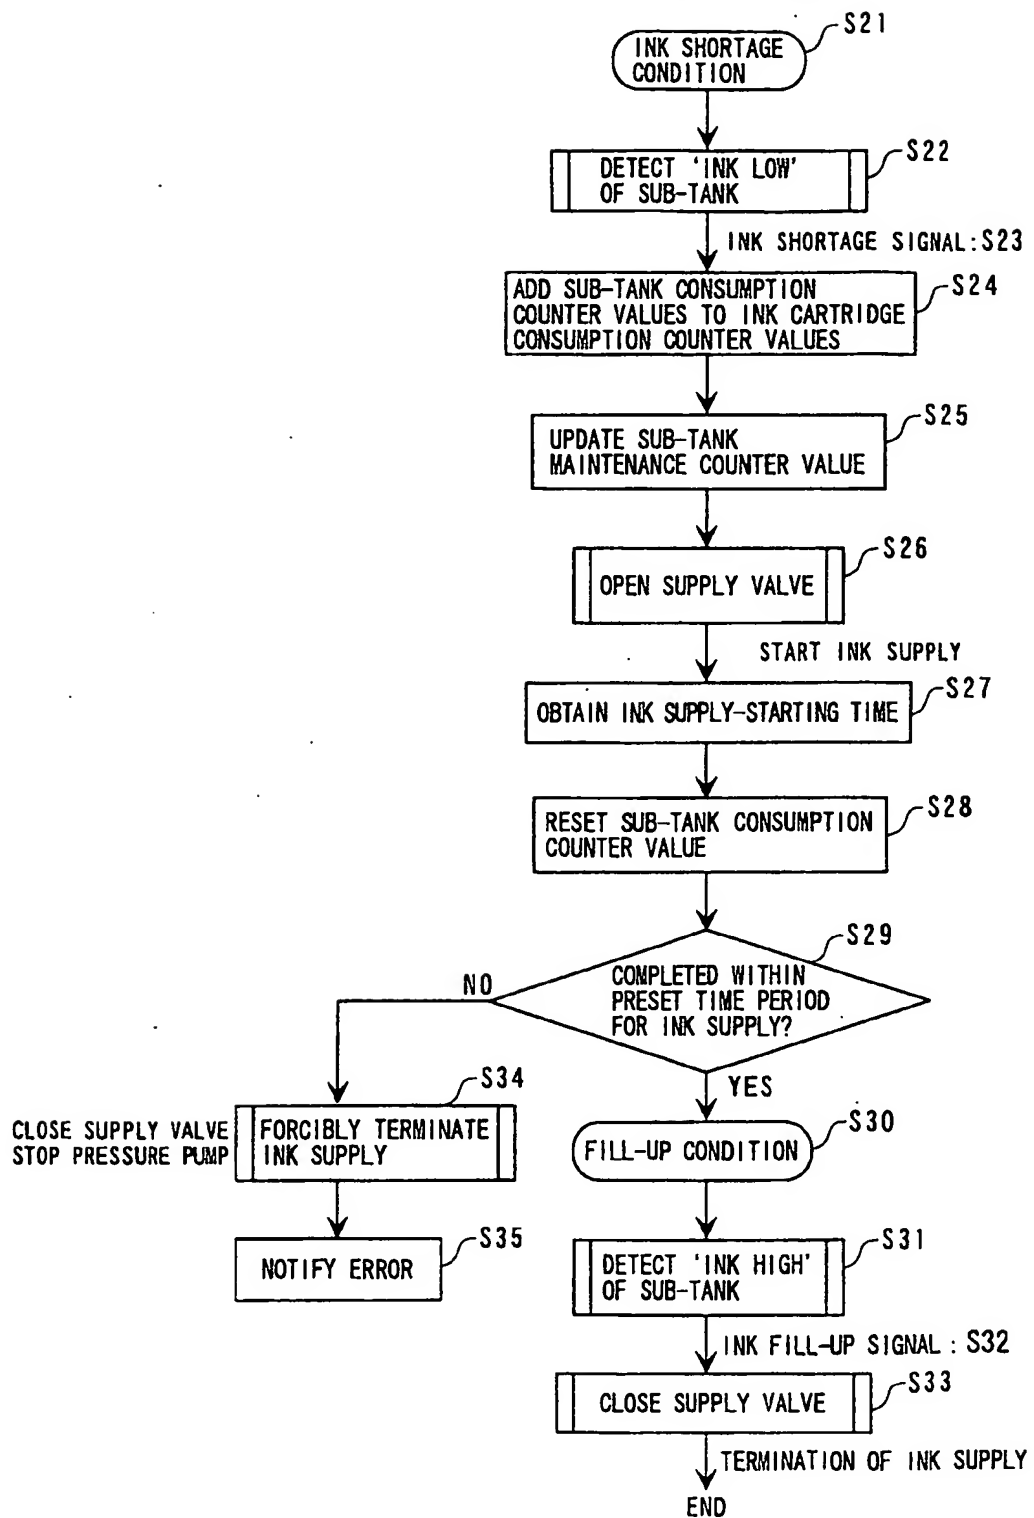 S21
INK SHORTAGE
CONDITION
S22
DETECT 'INK LOW'
OF SUB-TANK
INK SHORTAGE SIGNAL:S23
S24
ADD SUB-TANK CONSUMPTION
COUNTER VALUES TO INK CARTRIDGE
CONSUMPTION COUNTER VALUES
S25
UPDATE SUB-TANK
MAINTENANCE COUNTER VALUE
S26
OPEN SUPPLY VALVE
START INK SUPPLY
S27
OBTAIN INK SUPPLY-STARTING TIME
S28
RESET SUB-TANK CONSUMPTION
COUNTER VALUE
S29
COMPLETED WITHIN
PRESET TIME PERIOD
FOR INK SUPPLY?
NO
YES
S34
CLOSE SUPPLY VALVE
STOP PRESSURE PUMP
FORCIBLY TERMINATE
INK SUPPLY
S35
NOTIFY ERROR
S30
FILL-UP CONDITION
S31
DETECT 'INK HIGH'
OF SUB-TANK
INK FILL-UP SIGNAL : S32
S33
CLOSE SUPPLY VALVE
TERMINATION OF INK SUPPLY
END